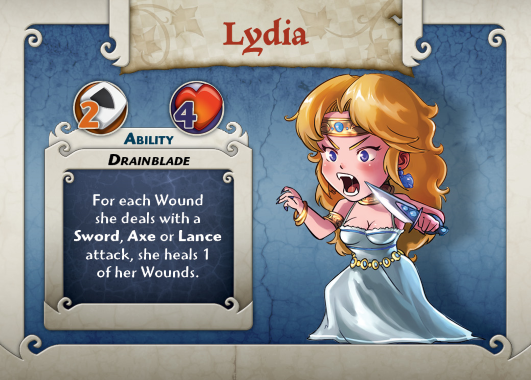 Lydia
2 4
ABILITY
DRAINBLADE
For each Wound
she deals with a
Sword, Axe or Lance
attack, she heals 1
of her Wounds.